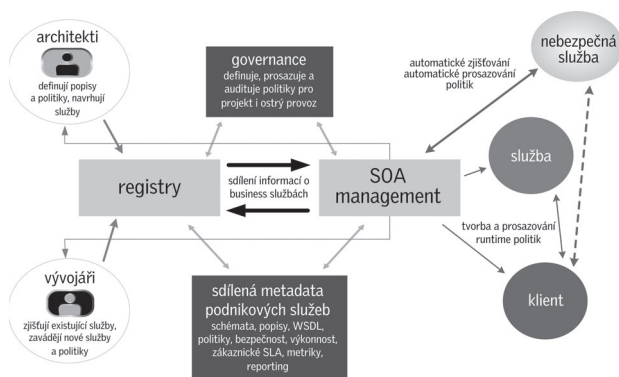 architekti
definují popisy
a politiky, navrhují
služby
governance
definuje, prosazuje a
audituje politiky pro
projekt i ostrý provoz
automatické zjišťování
automatické prosazování
politik
nebezpečná
služba
registry
sdílení informací o
business službách
SOA
management
služba
tvorba a prosazování
runtime politik
klient
vývojáři
zjišťují existující služby,
zavádějí nové služby
a politiky
sdílená metadata
podnikových služeb
schémata, popisy, WSDL,
politiky, bezpečnost, výkonnost,
zákaznické SLA, metriky,
reporting